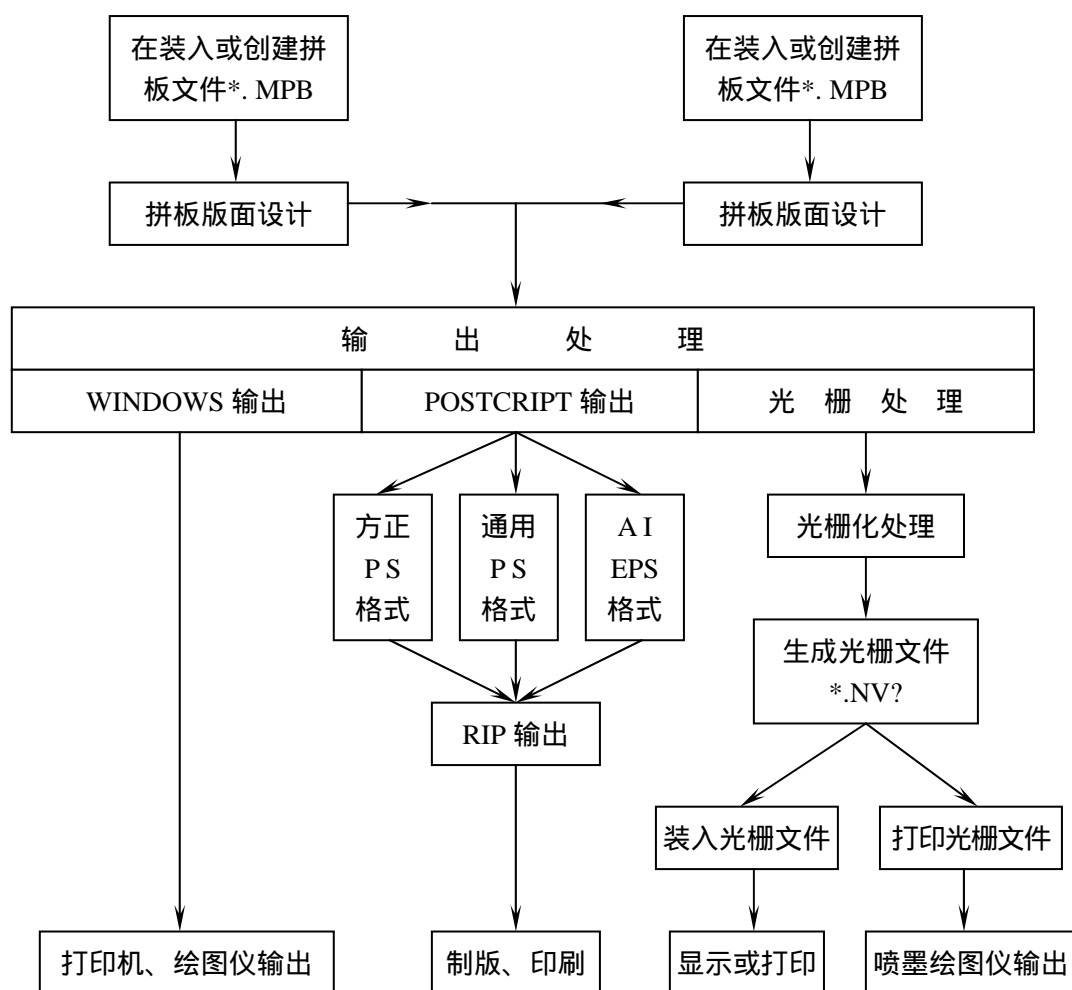 在装入或创建拼
板文件*. MPB
在装入或创建拼
板文件*. MPB
拼板版面设计
拼板版面设计
输 出 处 理
WINDOWS 输出
POSTCRIPT 输出
光 栅 处 理
方正
P S
格式
通用
P S
格式
A I
EPS
格式
光栅化处理
生成光栅文件
*.NV?
RIP 输出
装入光栅文件
打印光栅文件
打印机、绘图仪输出
制版、印刷
显示或打印
喷墨绘图仪输出